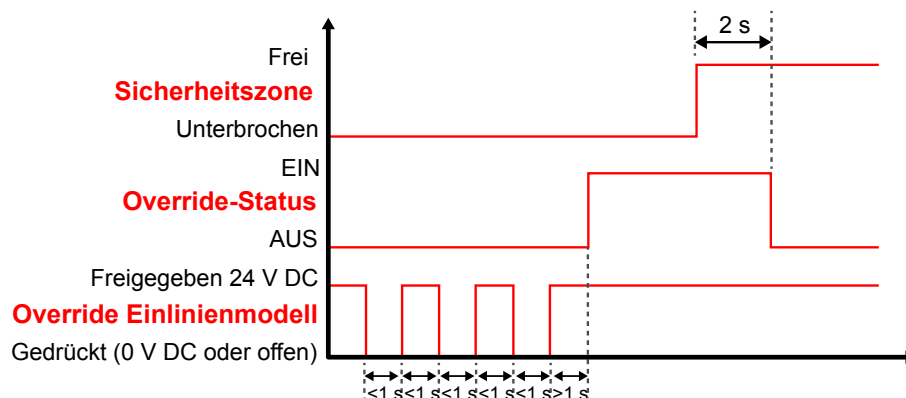 2 s
Frei
Sicherheitszone
Unterbrochen
EIN
Override-Status
AUS
Freigegeben 24 V DC
Override Einlinienmodell
Gedrückt (0 V DC oder offen)
<1 s <1 s <1 s <1 s <1 s >1 s